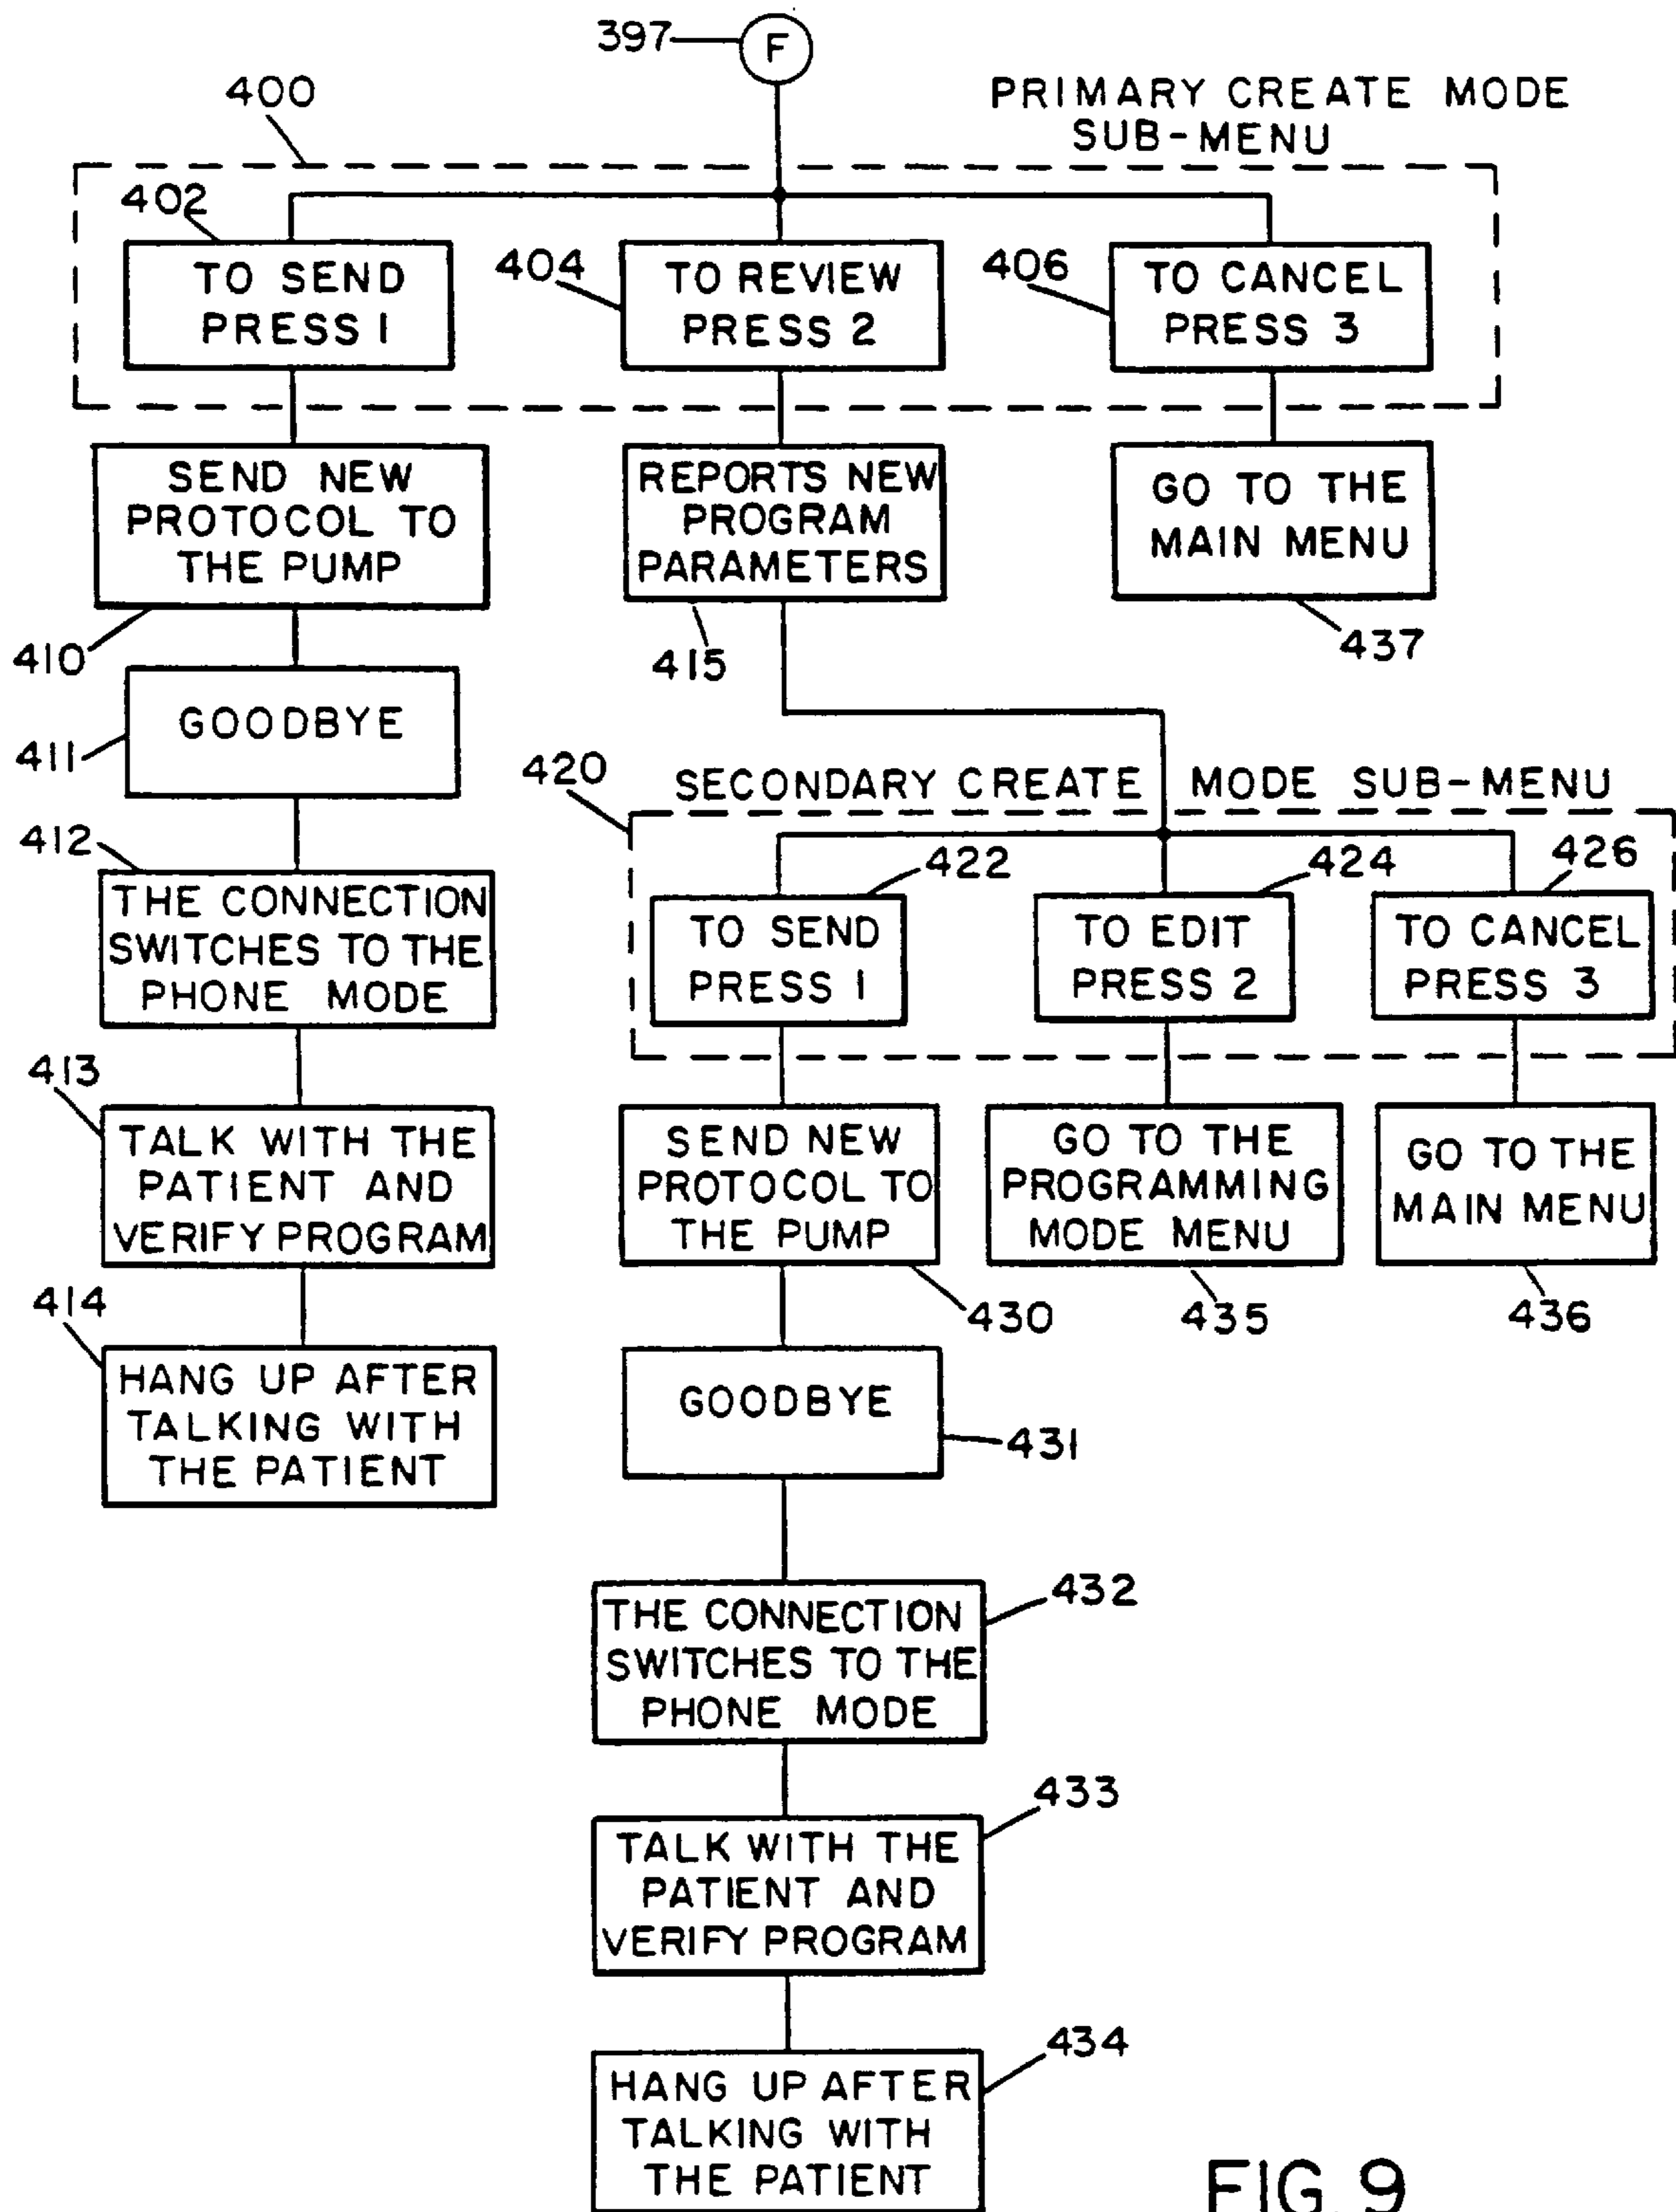 397
F
400
PRIMARY CREATE MODE
SUB-MENU
402
TO SEND
PRESS 1
404
TO REVIEW
PRESS 2
406
TO CANCEL
PRESS 3
SEND NEW
PROTOCOL TO
THE PUMP
410
REPORTS NEW
PROGRAM
PARAMETERS
415
GO TO THE
MAIN MENU
437
GOODBYE
411
420
SECONDARY CREATE MODE SUB-MENU
412
THE CONNECTION
SWITCHES TO THE
PHONE MODE
422
TO SEND
PRESS 1
424
TO EDIT
PRESS 2
426
TO CANCEL
PRESS 3
413
TALK WITH THE
PATIENT AND
VERIFY PROGRAM
SEND NEW
PROTOCOL TO
THE PUMP
430
GO TO THE
PROGRAMMING
MODE MENU
435
GO TO THE
MAIN MENU
436
414
HANG UP AFTER
TALKING WITH
THE PATIENT
GOODBYE
431
THE CONNECTION
SWITCHES TO THE
PHONE MODE
432
TALK WITH THE
PATIENT AND
VERIFY PROGRAM
433
HANG UP AFTER
TALKING WITH
THE PATIENT
434
FIG. 9